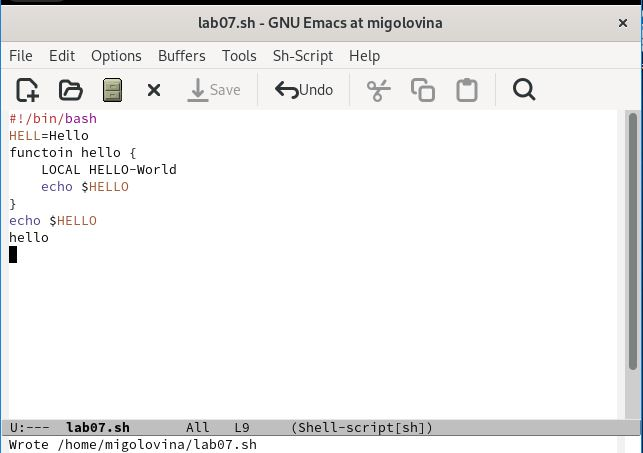 lab07.sh - GNU Emacs at migolovina
File Edit Options Buffers Tools Sh-Script Help
Save Undo
#!/bin/bash
HELL=Hello
functoin hello {
    LOCAL HELLO-World
    echo $HELLO
}
echo $HELLO
hello
U:---  lab07.sh       All   L9     (Shell-script[sh])
Wrote /home/migolovina/lab07.sh